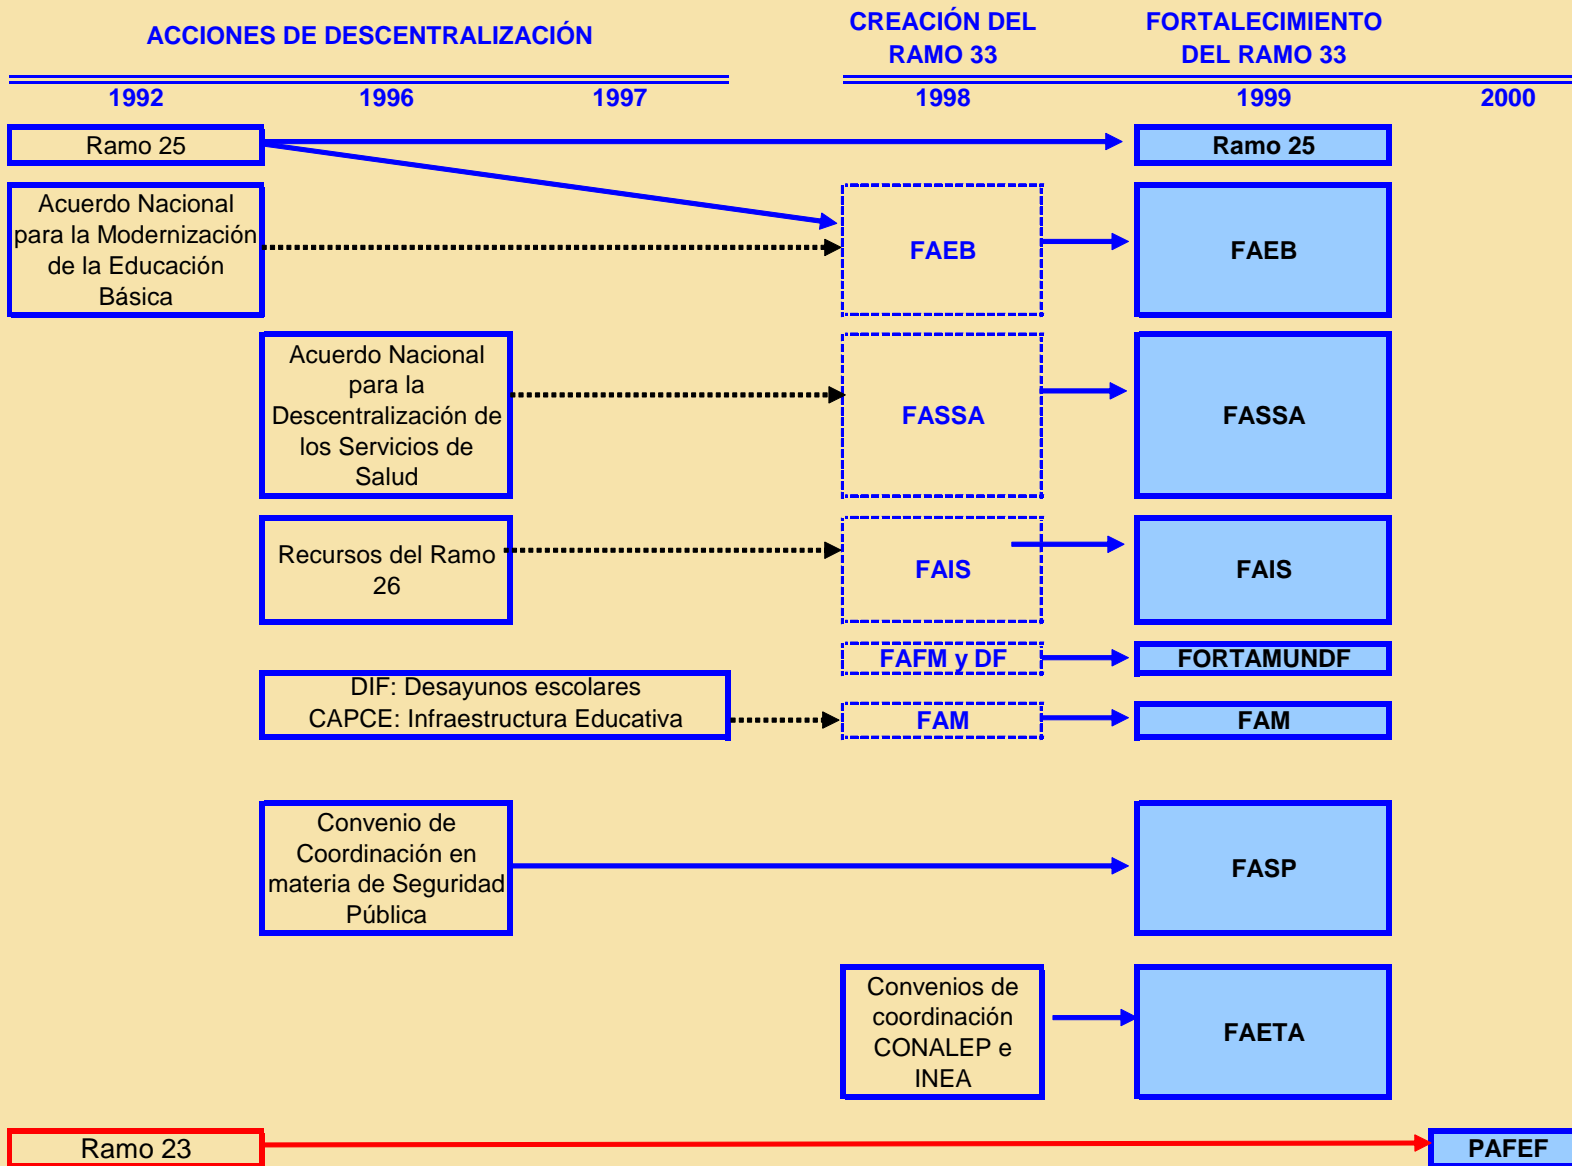 ACCIONES DE DESCENTRALIZACIÓN
CREACIÓN DEL
RAMO 33
FORTALECIMIENTO
DEL RAMO 33
1992
1996
1997
1998
1999
2000
Ramo 25
Ramo 25
Acuerdo Nacional
para la Modernización
de la Educación
Básica
FAEB
FAEB
Acuerdo Nacional
para la
Descentralización de
los Servicios de
Salud
FASSA
FASSA
Recursos del Ramo
26
FAIS
FAIS
FAFM y DF
FORTAMUNDF
DIF: Desayunos escolares
CAPCE: Infraestructura Educativa
FAM
FAM
Convenio de
Coordinación en
materia de Seguridad
Pública
FASP
Convenios de
coordinación
CONALEP e
INEA
FAETA
Ramo 23
PAFEF